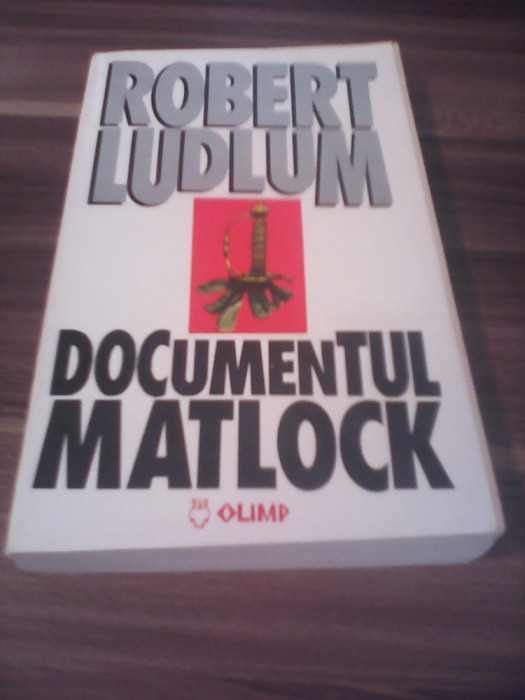 ROBERT
LUDLUM
DOCUMENTUL
MATLOCK
OLIMP